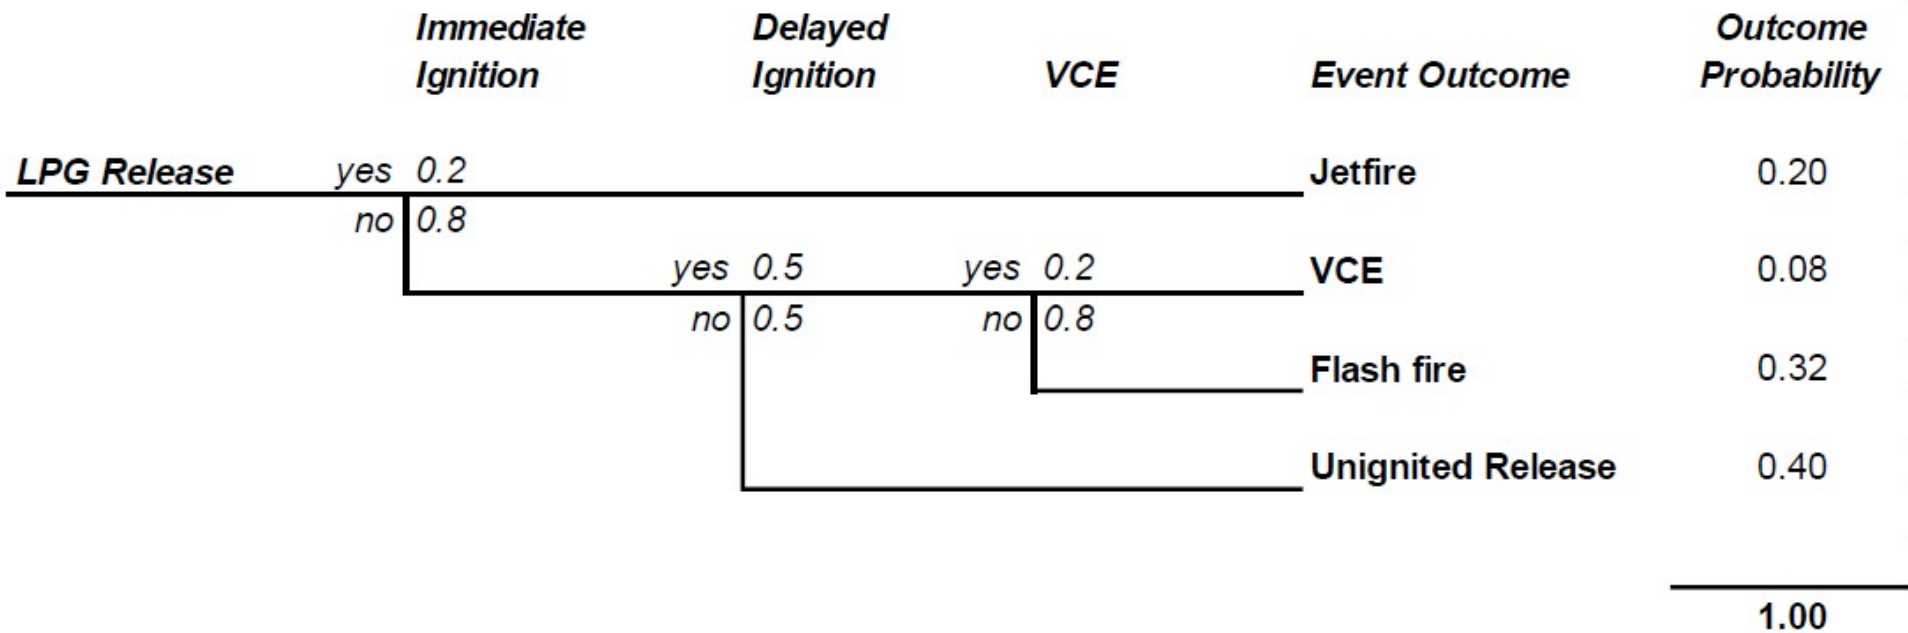 Immediate Ignition Delayed Ignition VCE Event Outcome Outcome Probability
LPG Release yes 0.2 Jetfire 0.20
no 0.8
yes 0.5 yes 0.2 VCE 0.08
no 0.5 no 0.8
Flash fire 0.32
Unignited Release 0.40
1.00